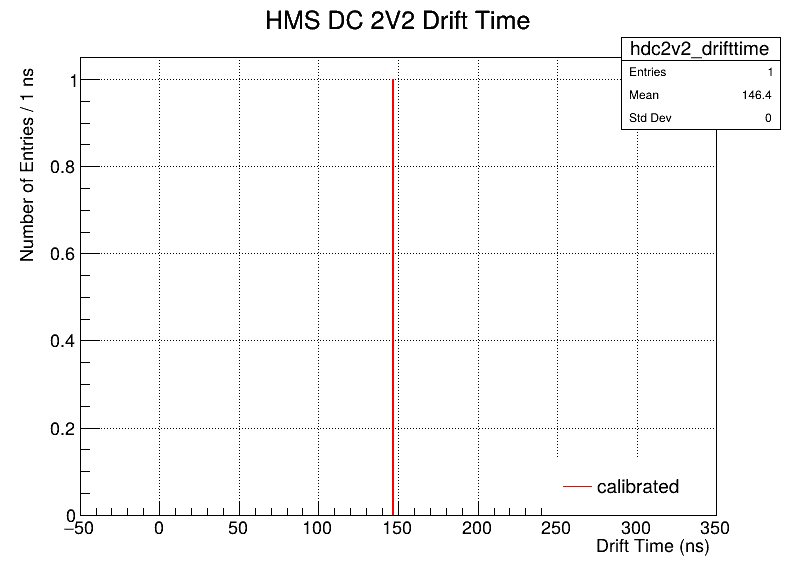 HMS DC 2V2 Drift Time
hdc2v2_drifttime
Entries 1
Mean 146.4
Std Dev 0
Number of Entries / 1 ns
1
0.8
0.6
0.4
0.2
0
calibrated
−50 0 50 100 150 200 250 300 350
Drift Time (ns)